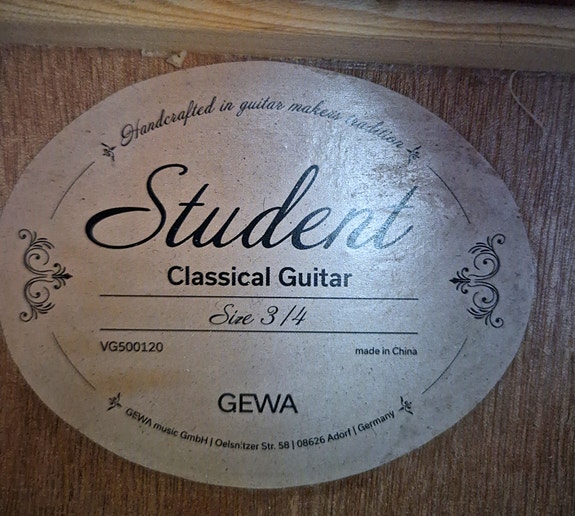 Handcrafted in guitar makers tradition
Student
Classical Guitar
Size 3/4
VG500120
made in China
GEWA
GEWA music GmbH | Oelsnitzer Str. 58 | 08626 Adorf | Germany